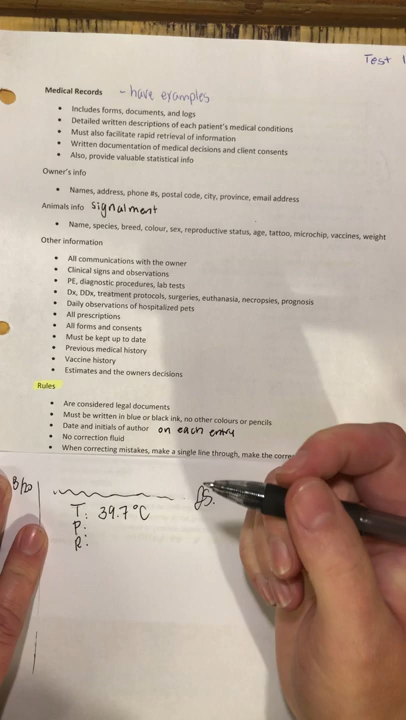 Test 1
Medical Records - have examples
• Includes forms, documents, and logs
• Detailed written descriptions of each patient's medical conditions
• Must also facilitate rapid retrieval of information
• Written documentation of medical decisions and client consents
• Also, provide valuable statistical info
Owner's info
• Names, address, phone #s, postal code, city, province, email address
Animals info signalment
• Name, species, breed, colour, sex, reproductive status, age, tattoo, microchip, vaccines, weight
Other information
• All communications with the owner
• Clinical signs and observations
• PE, diagnostic procedures, lab tests
• Dx, DDx, treatment protocols, surgeries, euthanasia, necropsies, prognosis
• Daily observations of hospitalized pets
• All prescriptions
• All forms and consents
• Must be kept up to date
• Previous medical history
• Vaccine history
• Estimates and the owners decisions
Rules
• Are considered legal documents
• Must be written in blue or black ink, no other colours or pencils
• Date and initials of author on each entry
• No correction fluid
• When correcting mistakes, make a single line through, make the
T: 39.7°C
P:
R: